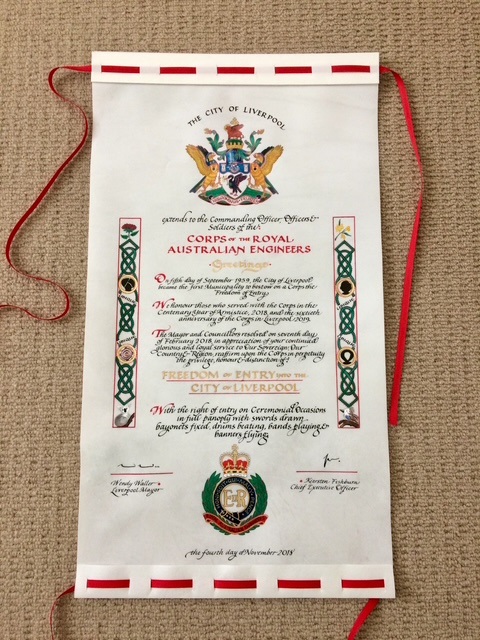 THE CITY OF LIVERPOOL
extends to the Commanding Officer, Officers &
Soldiers of the
CORPS OF THE ROYAL
AUSTRALIAN ENGINEERS
Greetings
On fifth day of September 1959, the City of Liverpool
became the first Municipality to bestow on a Corps the
Freedom of Entry.
We honour those who served with the Corps in the
Centenary Year of Armistice, 2018, and the sixtieth
anniversary of the Corps in Liverpool, 2019.
The Mayor and Councillors resolved on seventh day
of February 2018, in appreciation of your continued
glorious and loyal service to Our Sovereign, Our
Country & Region, reaffirm upon the Corps in perpetuity
the privilege, honour & distinction of
FREEDOM OF ENTRY INTO THE
CITY OF LIVERPOOL
With the right of entry on Ceremonial Occasions
in full panoply with swords drawn,
bayonets fixed, drums beating, bands playing &
banners flying.
Wendy Waller
Liverpool Mayor
Kiersten Fishburn
Chief Executive Officer
E II R
the fourth day of November 2018